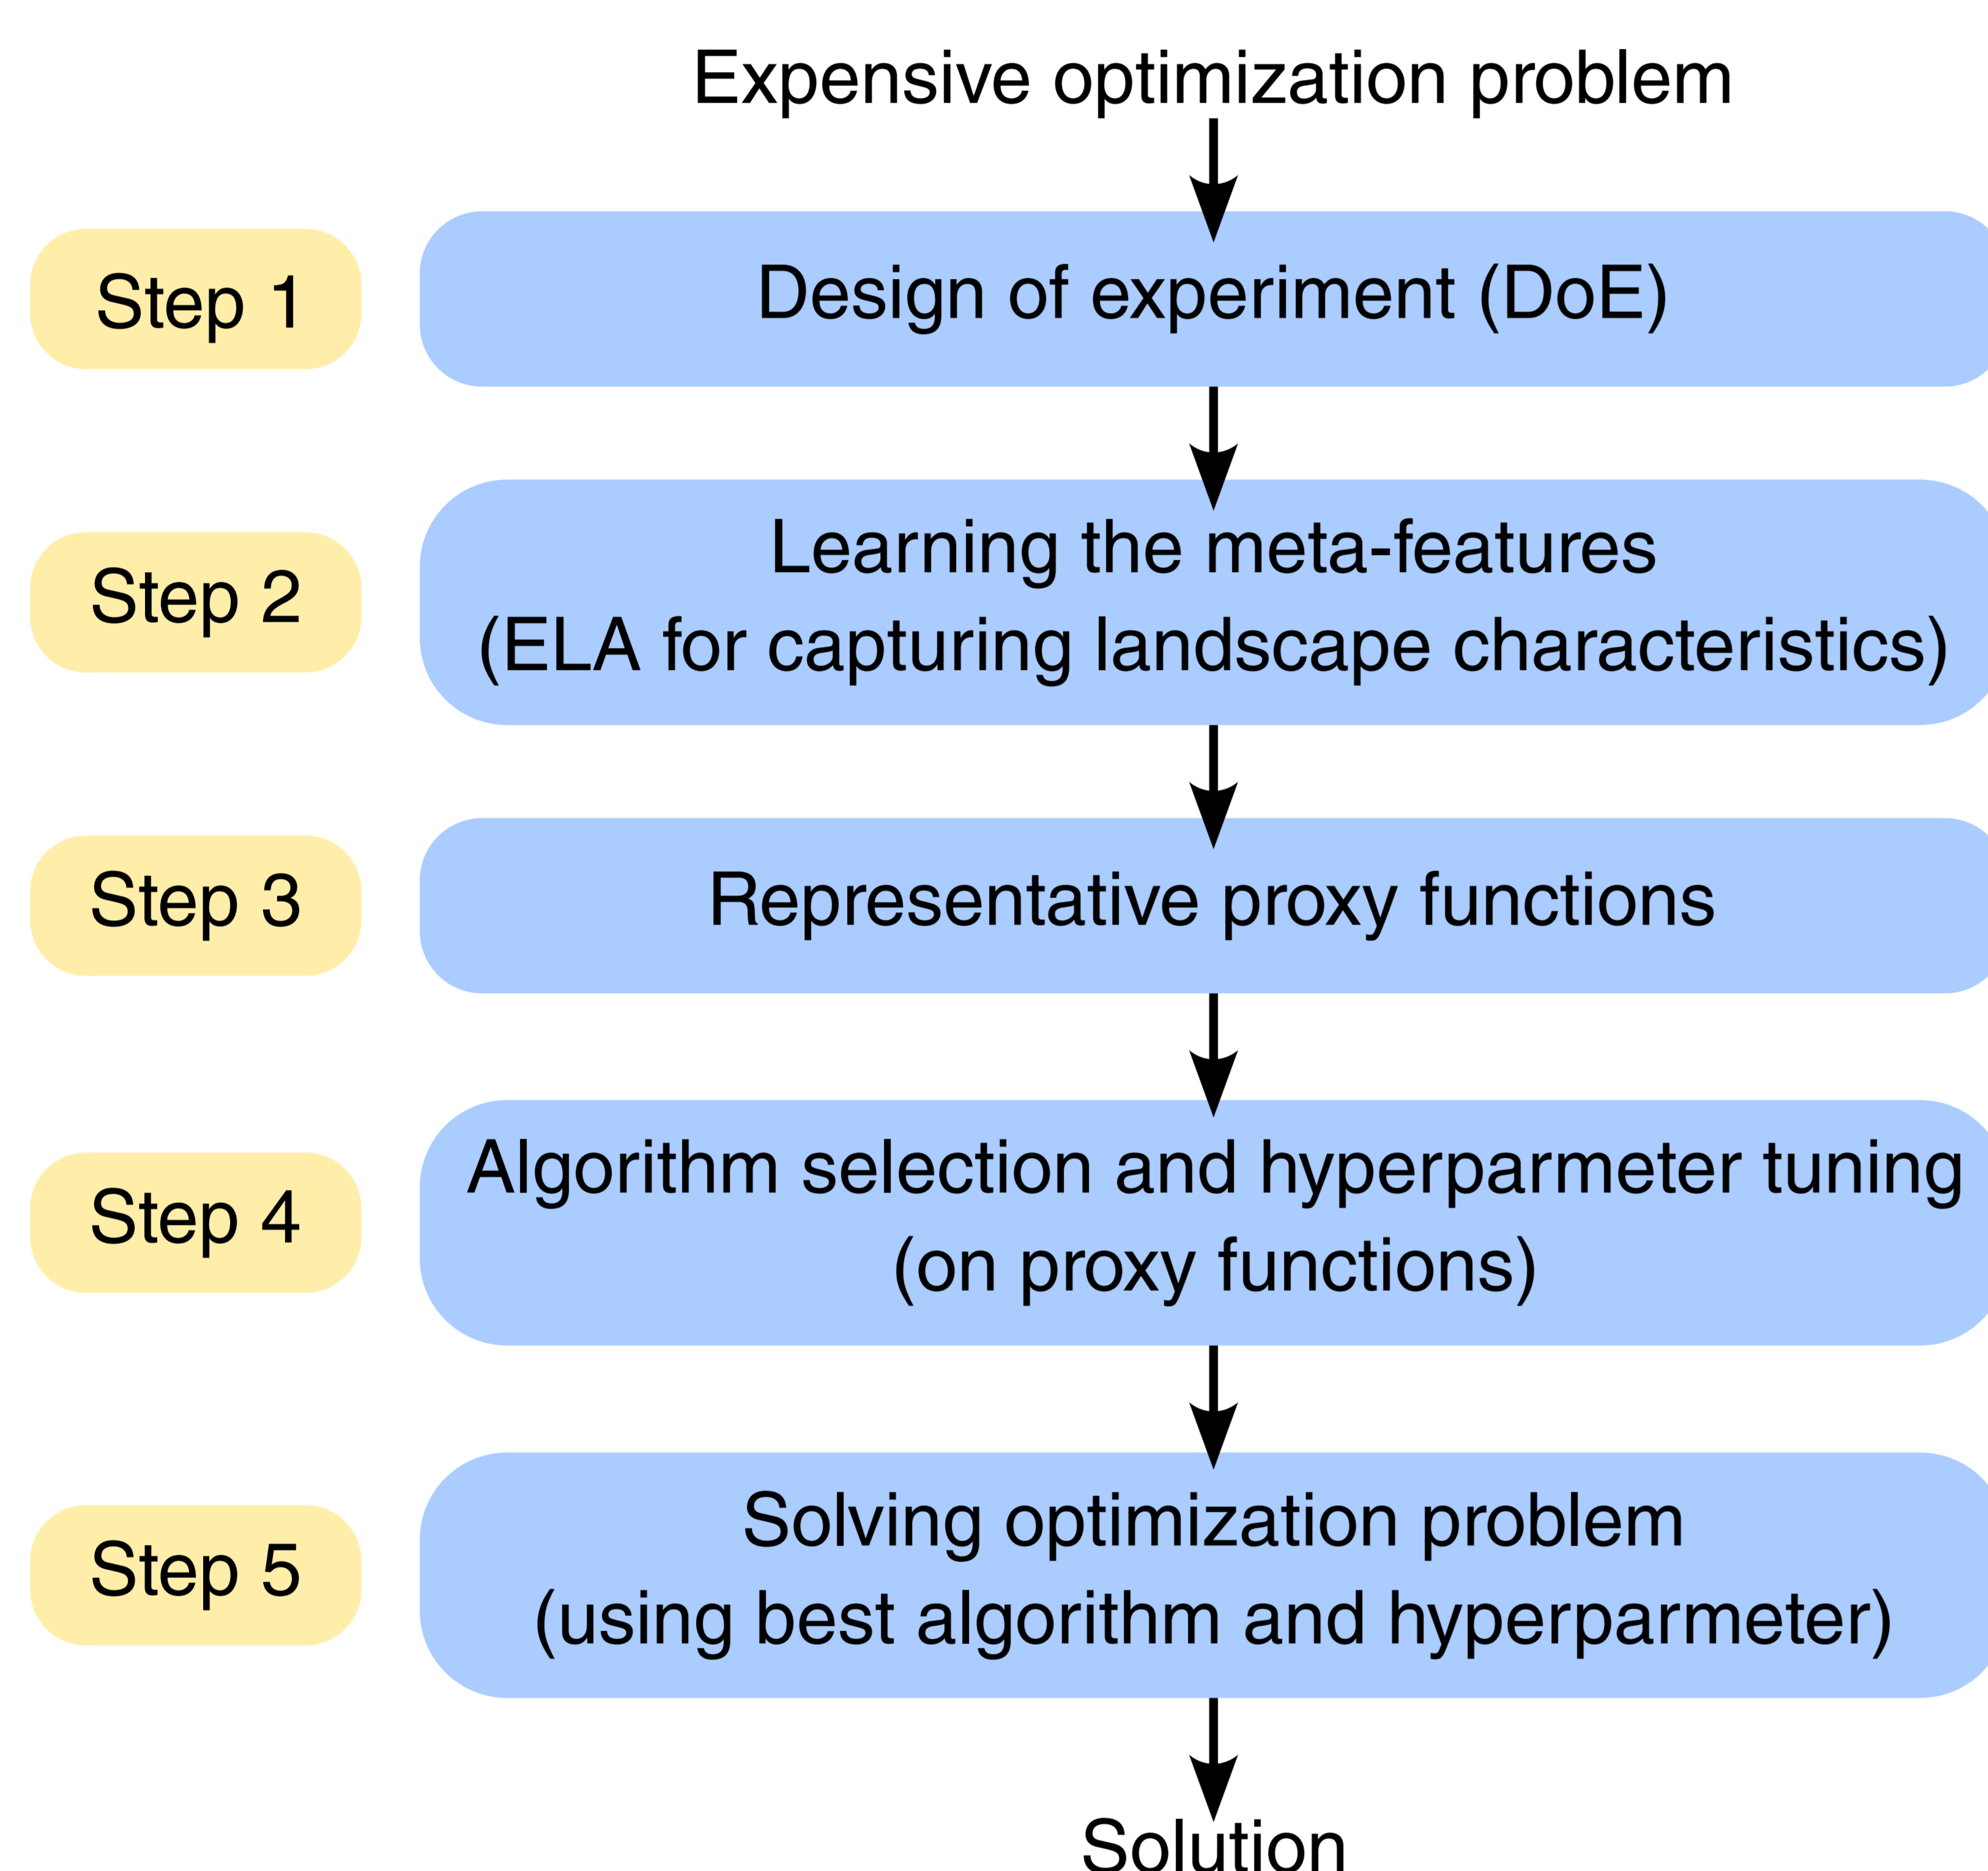 Expensive optimization problem
Step 1
Design of experiment (DoE)
Step 2
Learning the meta-features
(ELA for capturing landscape characteristics)
Step 3
Representative proxy functions
Step 4
Algorithm selection and hyperparmeter tuning
(on proxy functions)
Step 5
Solving optimization problem
(using best algorithm and hyperparmeter)
Solution